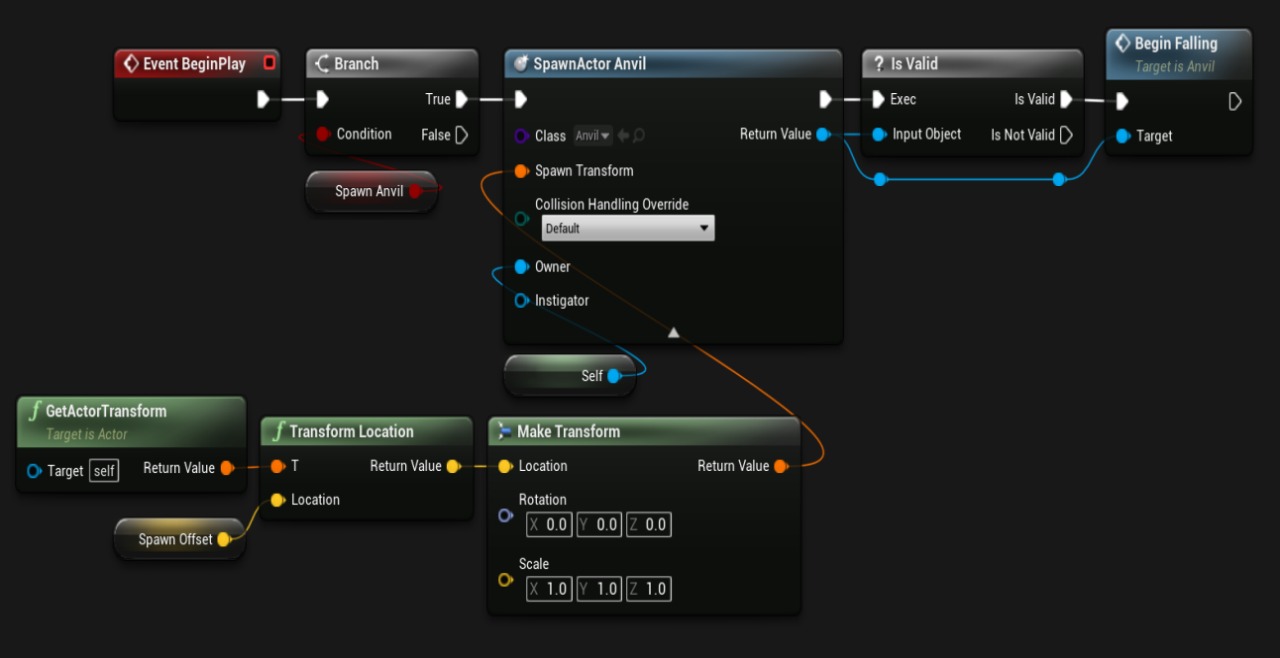 Event BeginPlay
Branch
True
Condition
False
Spawn Anvil
SpawnActor Anvil
Class Anvil
Return Value
Spawn Transform
Collision Handling Override
Default
Owner
Instigator
Self
? Is Valid
Exec
Is Valid
Input Object
Is Not Valid
Begin Falling
Target is Anvil
Target
f GetActorTransform
Target is Actor
Target self
Return Value
Spawn Offset
f Transform Location
T
Return Value
Location
Make Transform
Location
Return Value
Rotation
X 0.0 Y 0.0 Z 0.0
Scale
X 1.0 Y 1.0 Z 1.0